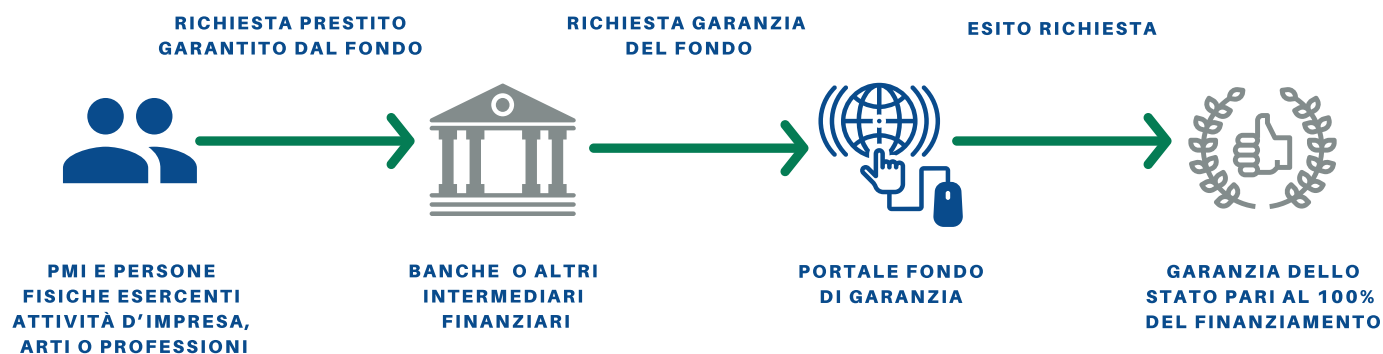 RICHIESTA PRESTITO
GARANTITO DAL FONDO
RICHIESTA GARANZIA
DEL FONDO
ESITO RICHIESTA
PMI E PERSONE
FISICHE ESERCENTI
ATTIVITÀ D'IMPRESA,
ARTI O PROFESSIONI
BANCHE O ALTRI
INTERMEDIARI
FINANZIARI
PORTALE FONDO
DI GARANZIA
GARANZIA DELLO
STATO PARI AL 100%
DEL FINANZIAMENTO